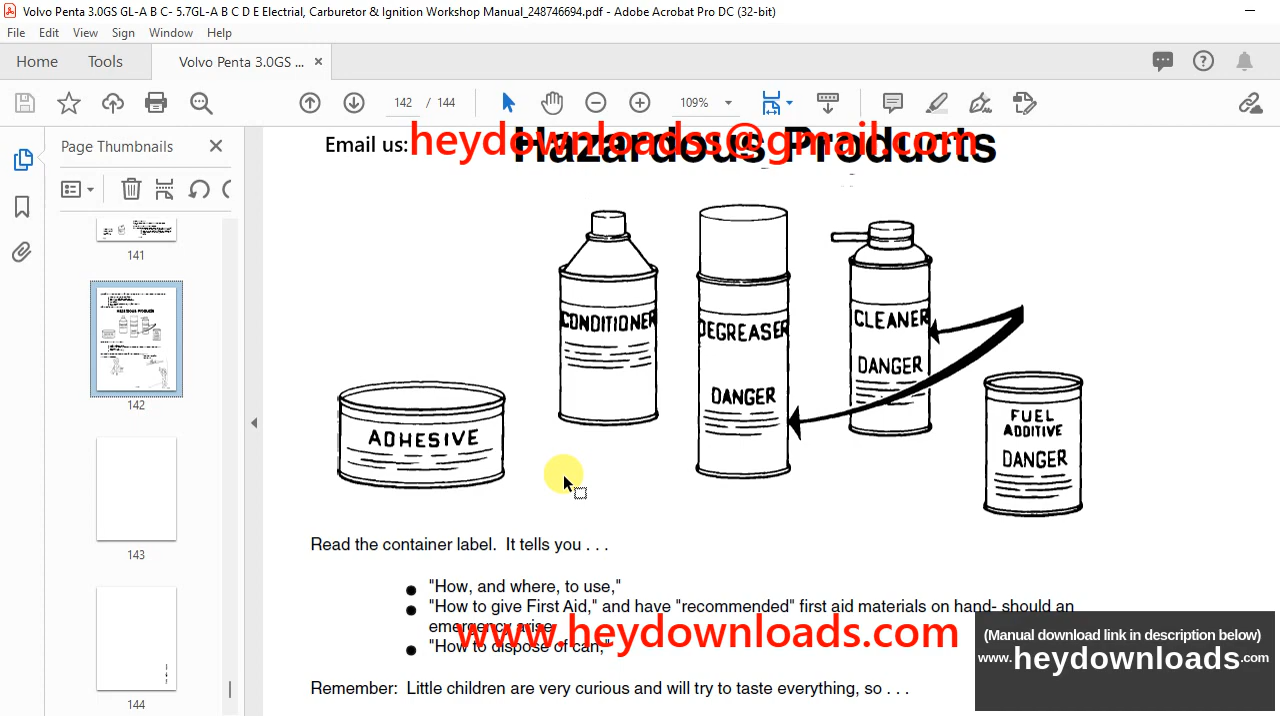 Volvo Penta 3.0GS GL-A B C- 5.7GL-A B C D E Electrial, Carburetor & Ignition Workshop Manual_248746694.pdf - Adobe Acrobat Pro DC (32-bit)
File Edit View Sign Window Help
Home Tools Volvo Penta 3.0GS ... ×
142 / 144 109%
Page Thumbnails
Email us: heydownloadss@gmail.com
Hazardous Products
141
142
143
144
CONDITIONER
DEGREASER
DANGER
CLEANER
DANGER
ADHESIVE
FUEL
ADDITIVE
DANGER
Read the container label. It tells you . . .
● "How, and where, to use,"
● "How to give First Aid," and have "recommended" first aid materials on hand- should an
emergency arise
● "How to dispose of can,"
www.heydownloads.com
(Manual download link in description below)
www.heydownloads.com
Remember: Little children are very curious and will try to taste everything, so . . .